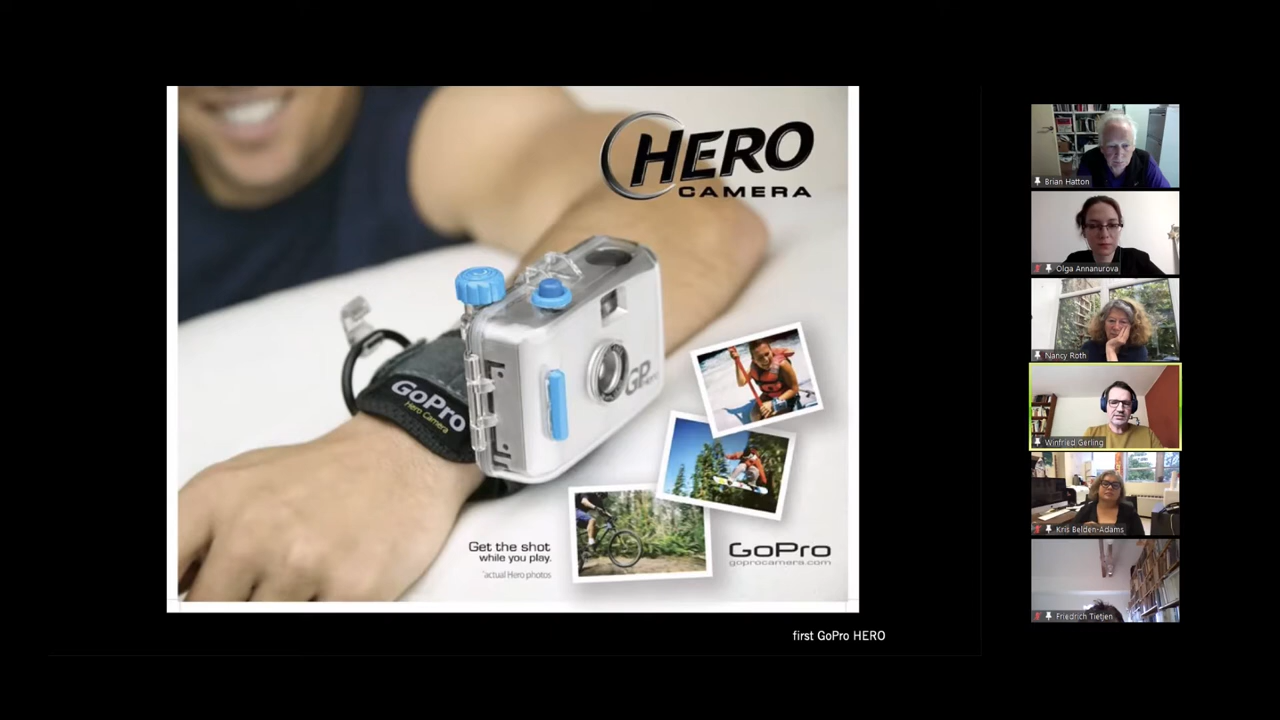 HERO
CAMERA
GoPro
Hero Camera
GP
HERO
Get the shot
while you play.
*actual Hero photos
GoPro
goprocamera.com
first GoPro HERO
Brian Hatton
Olga Annanurova
Nancy Roth
Winfried Gerling
Kris Belden-Adams
Friedrich Tietjen